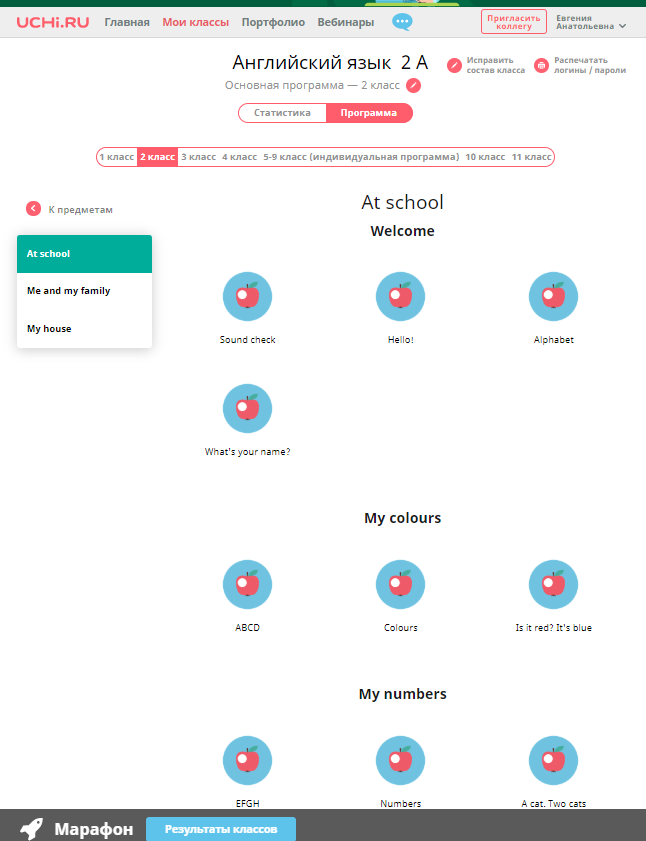 UCHi.RU Главная Мои классы Портфолио Вебинары Пригласить коллегу Евгения Анатольевна
Английский язык 2 А
Исправить состав класса
Распечатать логины / пароли
Основная программа — 2 класс
Статистика Программа
1 класс 2 класс 3 класс 4 класс 5-9 класс (индивидуальная программа) 10 класс 11 класс
К предметам
At school
Me and my family
My house
At school
Welcome
Sound check Hello! Alphabet
What's your name?
My colours
ABCD Colours Is it red? It's blue
My numbers
EFGH Numbers A cat. Two cats
Марафон Результаты классов